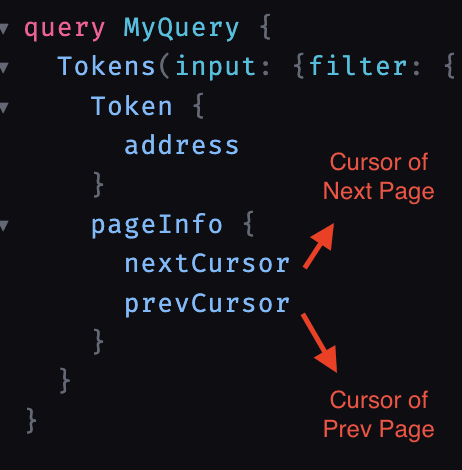 query MyQuery {
Tokens(input: {filter: {
Token {
address
}
Cursor of
Next Page
pageInfo {
nextCursor
prevCursor
}
}
Cursor of
Prev Page
}